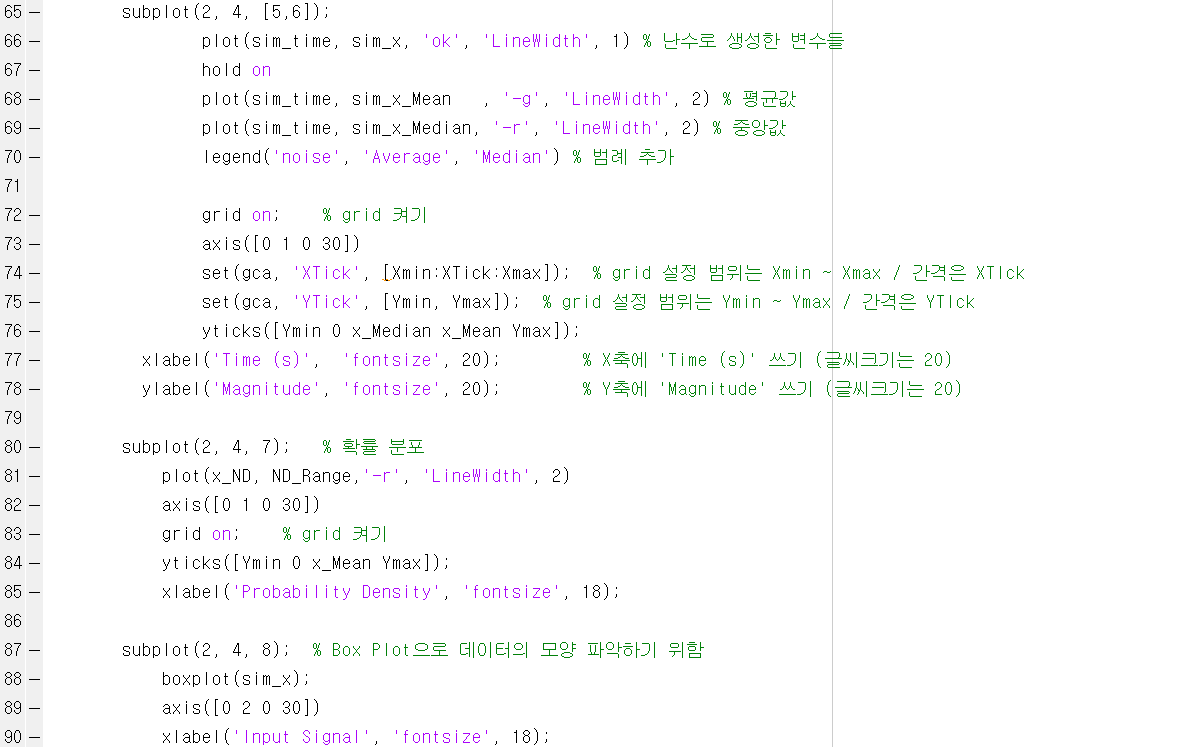 65 – subplot(2, 4, [5,6]);
66 – plot(sim_time, sim_x, 'ok', 'LineWidth', 1) % 난수로 생성한 변수들
67 – hold on
68 – plot(sim_time, sim_x_Mean   , '-g', 'LineWidth', 2) % 평균값
69 – plot(sim_time, sim_x_Median, '-r', 'LineWidth', 2) % 중앙값
70 – legend('noise', 'Average', 'Median') % 범례 추가
71
72 – grid on;    % grid 켜기
73 – axis([0 1 0 30])
74 – set(gca, 'XTick', [Xmin:XTick:Xmax]);  % grid 설정 범위는 Xmin ~ Xmax / 간격은 XTIck
75 – set(gca, 'YTick', [Ymin, Ymax]);  % grid 설정 범위는 Ymin ~ Ymax / 간격은 YTIck
76 – yticks([Ymin 0 x_Median x_Mean Ymax]);
77 – xlabel('Time (s)',  'fontsize', 20);        % X축에 'Time (s)' 쓰기 (글씨크기는 20)
78 – ylabel('Magnitude', 'fontsize', 20);        % Y축에 'Magnitude' 쓰기 (글씨크기는 20)
79
80 – subplot(2, 4, 7);   % 확률 분포
81 – plot(x_ND, ND_Range,'-r', 'LineWidth', 2)
82 – axis([0 1 0 30])
83 – grid on;    % grid 켜기
84 – yticks([Ymin 0 x_Mean Ymax]);
85 – xlabel('Probability Density', 'fontsize', 18);
86
87 – subplot(2, 4, 8);  % Box Plot으로 데이터의 모양 파악하기 위함
88 – boxplot(sim_x);
89 – axis([0 2 0 30])
90 – xlabel('Input Signal', 'fontsize', 18);